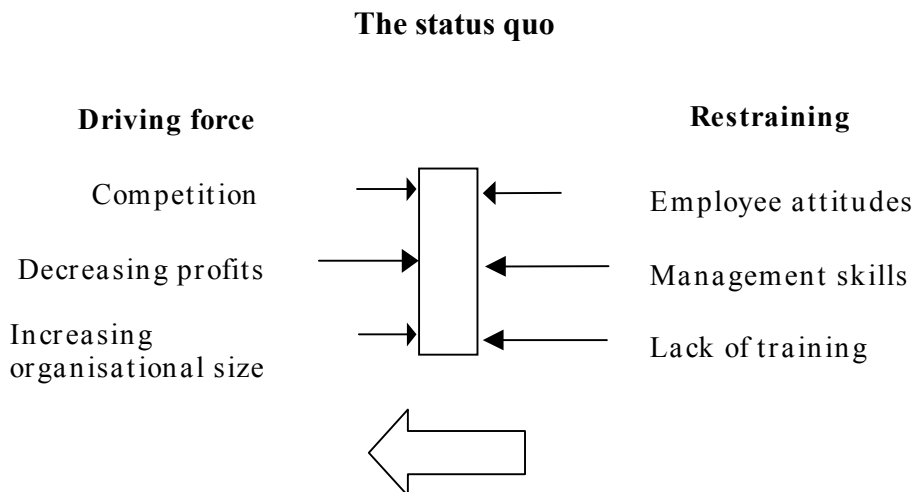 The status quo
Driving force
Restraining
Competition
Employee attitudes
Decreasing profits
Management skills
Increasing
organisational size
Lack of training